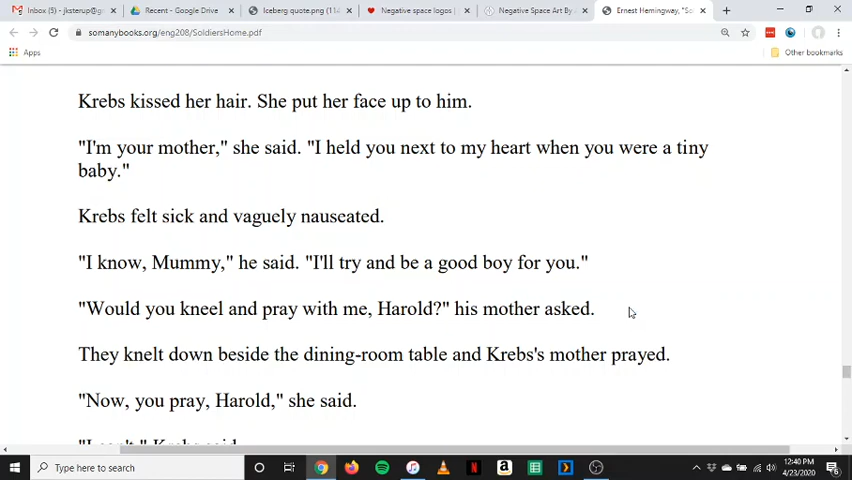 Inbox (5) - jksterup@g
Recent - Google Drive
Iceberg quote.png (114
Negative space logos |
Negative Space Art By
Ernest Hemingway, "So
somanybooks.org/eng208/SoldiersHome.pdf
Apps
Other bookmarks
Krebs kissed her hair. She put her face up to him.
"I'm your mother," she said. "I held you next to my heart when you were a tiny
baby."
Krebs felt sick and vaguely nauseated.
"I know, Mummy," he said. "I'll try and be a good boy for you."
"Would you kneel and pray with me, Harold?" his mother asked.
They knelt down beside the dining-room table and Krebs's mother prayed.
"Now, you pray, Harold," she said.
"I can't," Krebs said.
Type here to search
12:40 PM
4/23/2020